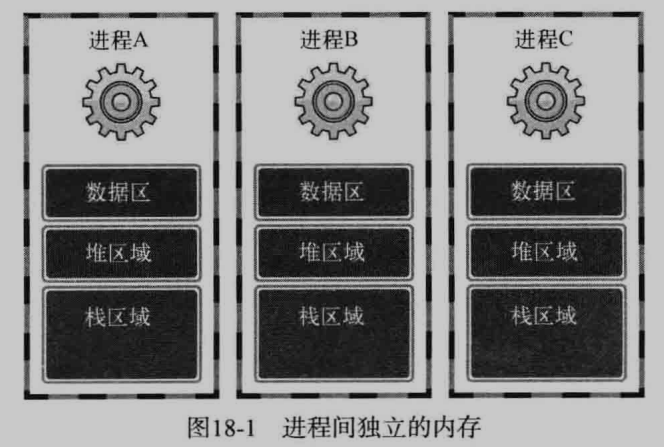 进程A
进程B
进程C
数据区
数据区
数据区
堆区域
堆区域
堆区域
栈区域
栈区域
栈区域
图18-1 进程间独立的内存